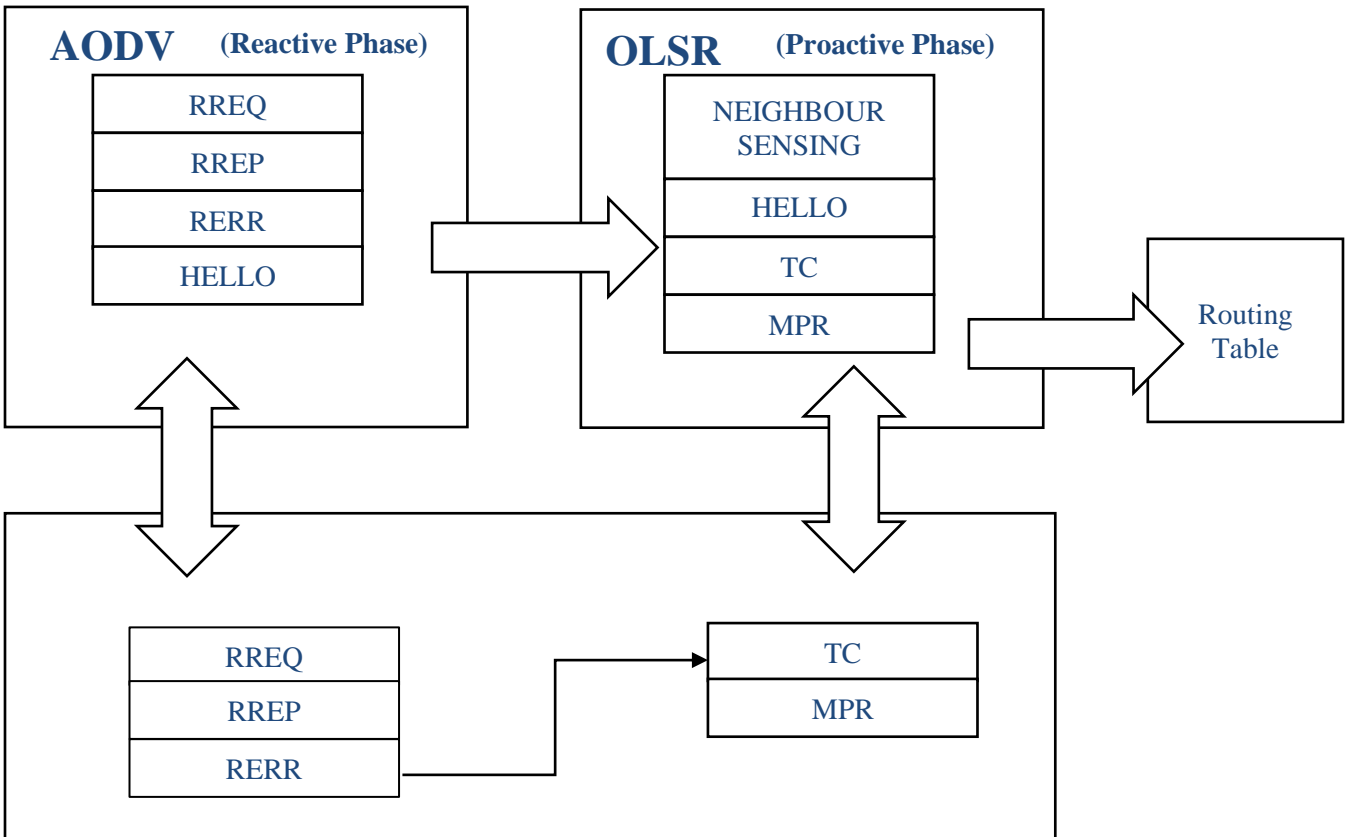 AODV (Reactive Phase)
RREQ
RREP
RERR
HELLO
OLSR (Proactive Phase)
NEIGHBOUR
SENSING
HELLO
TC
MPR
Routing
Table
RREQ
RREP
RERR
TC
MPR